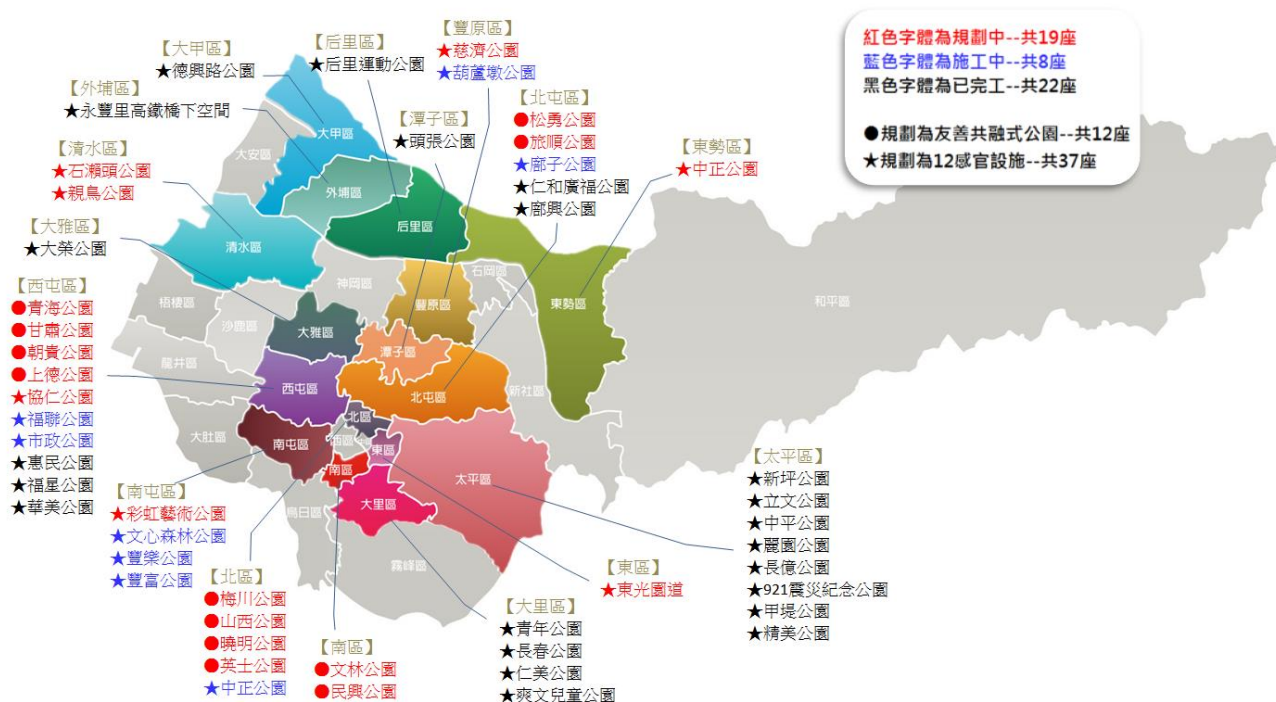 紅色字體為規劃中--共19座
藍色字體為施工中--共8座
黑色字體為已完工--共22座
●規劃為友善共融式公園--共12座
★規劃為12感官設施--共37座
【大甲區】
★德興路公園
【后里區】
★后里運動公園
【豐原區】
★慈濟公園
★葫蘆墩公園
【外埔區】
★永豐里高鐵橋下空間
【潭子區】
★頭張公園
【北屯區】
●松勇公園
●旅順公園
★廍子公園
★仁和廣福公園
★廍興公園
【東勢區】
★中正公園
【清水區】
★石瀨頭公園
★親鳥公園
【大雅區】
★大榮公園
【西屯區】
●青海公園
●甘肅公園
●朝貴公園
●上德公園
★協仁公園
★福聯公園
★市政公園
★惠民公園
★福星公園
★華美公園
【南屯區】
★彩虹藝術公園
★文心森林公園
★豐樂公園
★豐富公園
【北區】
●梅川公園
●山西公園
●曉明公園
●英士公園
★中正公園
【南區】
●文林公園
●民興公園
【大里區】
★青年公園
★長春公園
★仁美公園
★爽文兒童公園
【東區】
★東光園道
【太平區】
★新坪公園
★立文公園
★中平公園
★麗園公園
★長億公園
★921震災紀念公園
★甲堤公園
★精美公園
大甲區
大安區
外埔區
后里區
清水區
神岡區
石岡區
豐原區
東勢區
和平區
梧棲區
沙鹿區
大雅區
潭子區
龍井區
西屯區
北屯區
新社區
大肚區
北區
南屯區
西區
東區
南區
太平區
大里區
烏日區
霧峰區